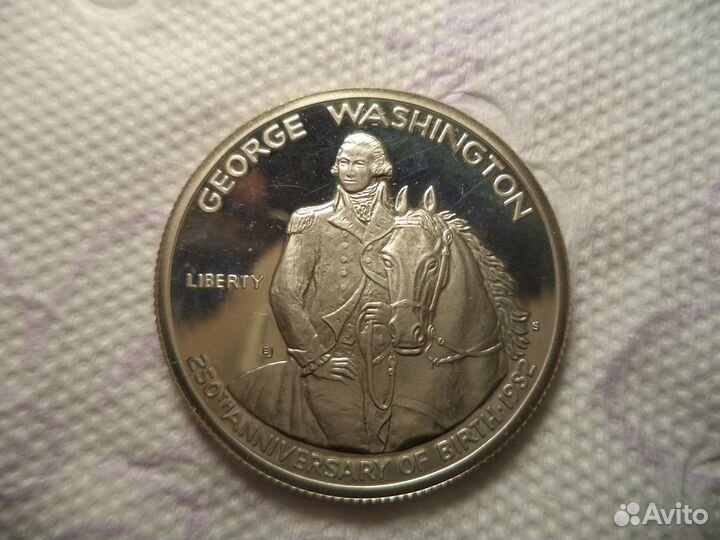 GEORGE WASHINGTON
LIBERTY
EJ
S
250TH ANNIVERSARY OF BIRTH · 1982
Avito